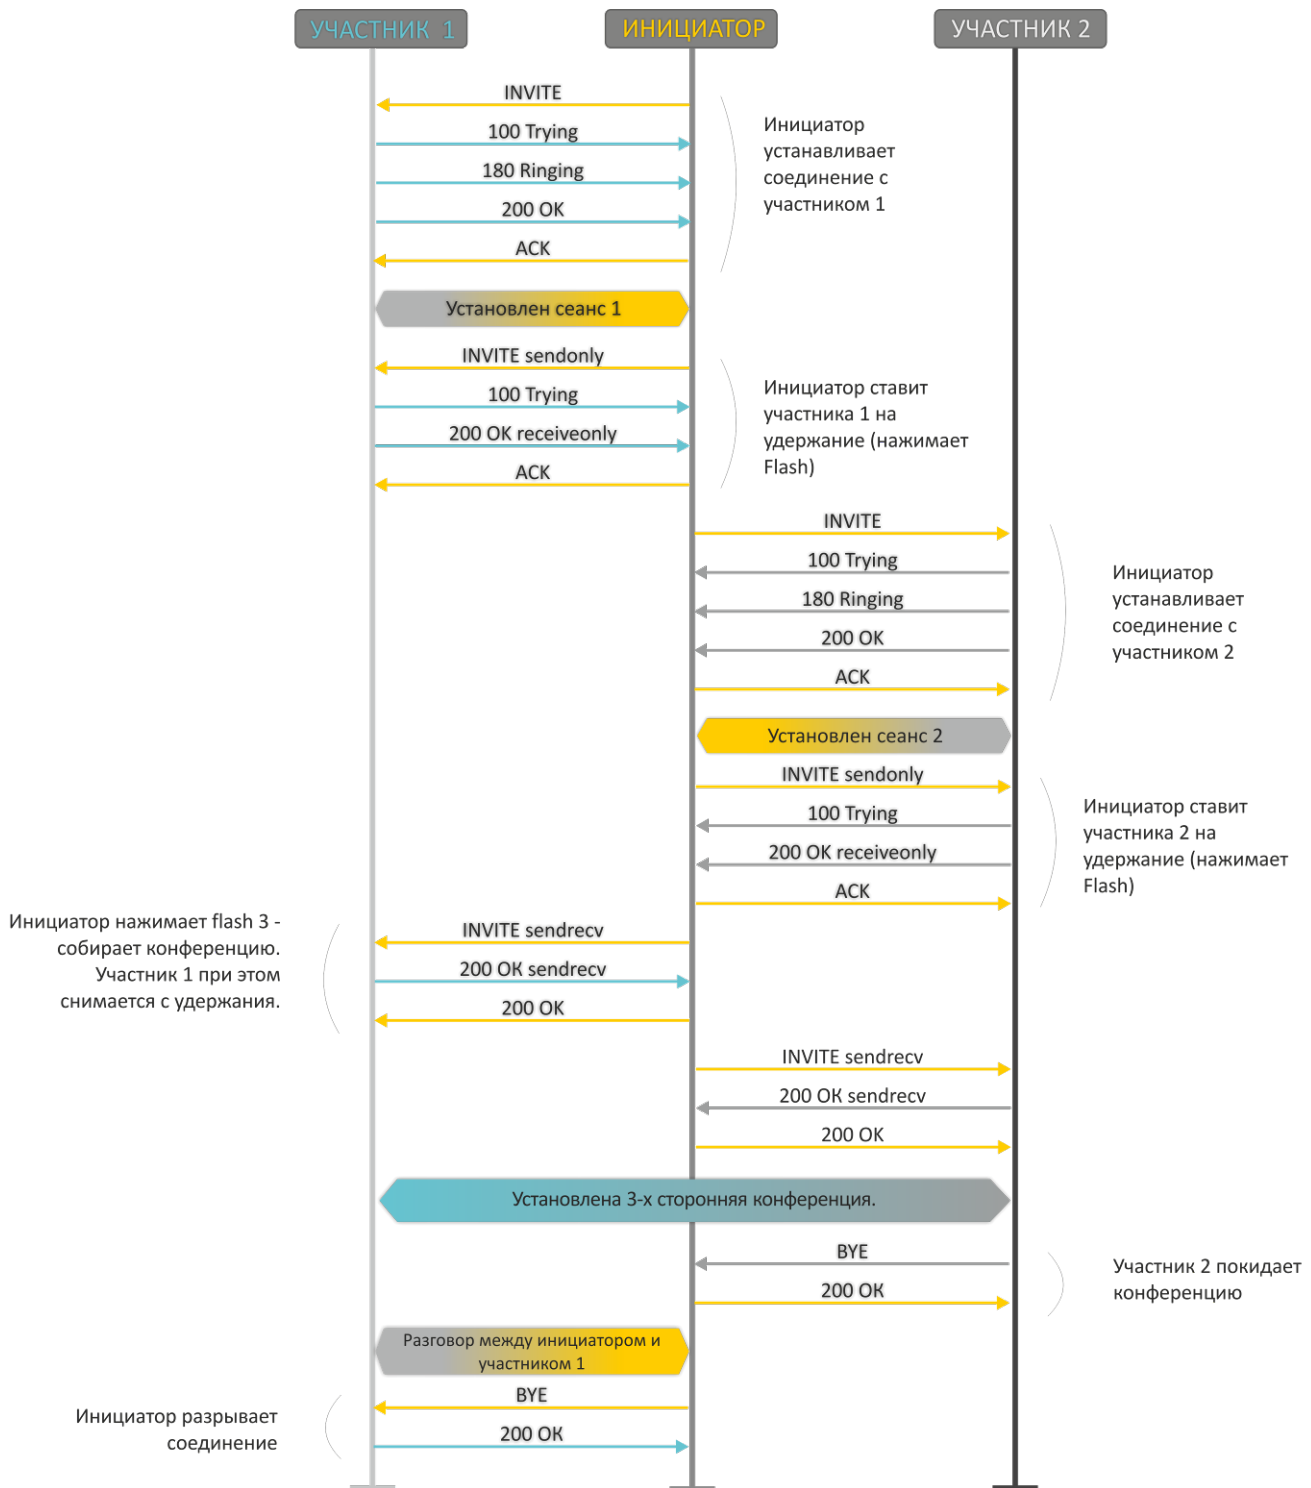 УЧАСТНИК 1
ИНИЦИАТОР
УЧАСТНИК 2
INVITE
100 Trying
180 Ringing
200 OK
ACK
Инициатор
устанавливает
соединение с
участником 1
Установлен сеанс 1
INVITE sendonly
100 Trying
200 OK receiveonly
ACK
Инициатор ставит
участника 1 на
удержание (нажимает
Flash)
INVITE
100 Trying
180 Ringing
200 OK
ACK
Инициатор
устанавливает
соединение с
участником 2
Установлен сеанс 2
INVITE sendonly
100 Trying
200 OK receiveonly
ACK
Инициатор ставит
участника 2 на
удержание (нажимает
Flash)
Инициатор нажимает flash 3 -
собирает конференцию.
Участник 1 при этом
снимается с удержания.
INVITE sendrecv
200 OK sendrecv
200 OK
INVITE sendrecv
200 OK sendrecv
200 OK
Установлена 3-х сторонняя конференция.
BYE
200 OK
Участник 2 покидает
конференцию
Разговор между инициатором и
участником 1
BYE
200 OK
Инициатор разрывает
соединение